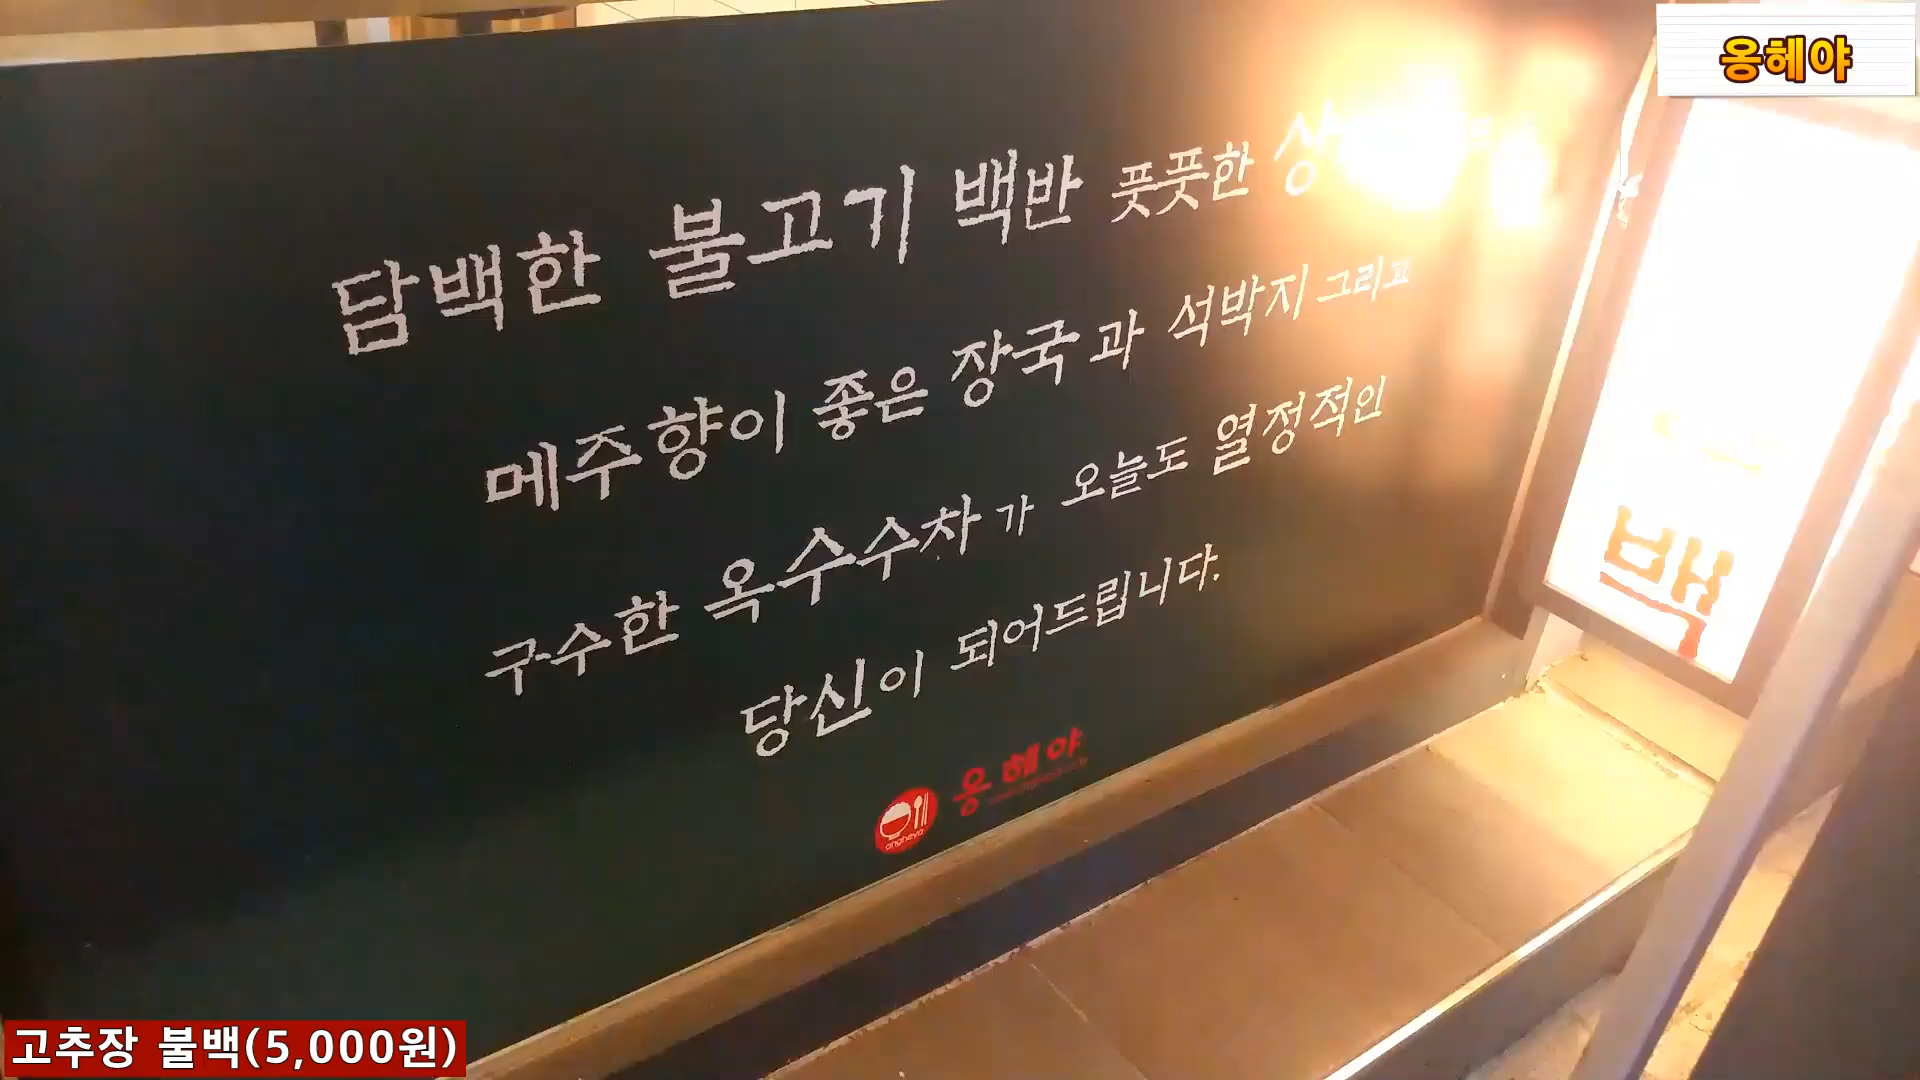 옹헤야
담백한 불고기 백반 풋풋한
메주향이 좋은 장국과 석박지 그리고
구수한 옥수수차가 오늘도 열정적인
당신이 되어드립니다.
옹헤야
ongheya
백
고추장 불백(5,000원)